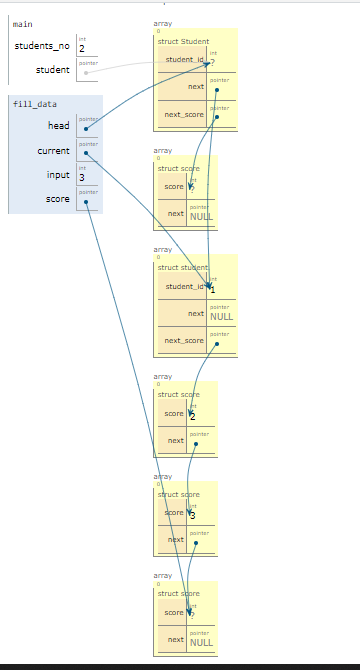 main
students_no
int
2
student
pointer
fill_data
head
pointer
current
pointer
input
int
3
score
pointer
array
0
struct Student
student_id
int
?
next
pointer
next_score
pointer
array
0
struct score
score
int
?
next
pointer
NULL
array
0
struct student
student_id
int
1
next
pointer
NULL
next_score
pointer
array
0
struct score
score
int
2
next
pointer
array
0
struct score
score
int
3
next
pointer
array
0
struct score
score
int
?
next
pointer
NULL